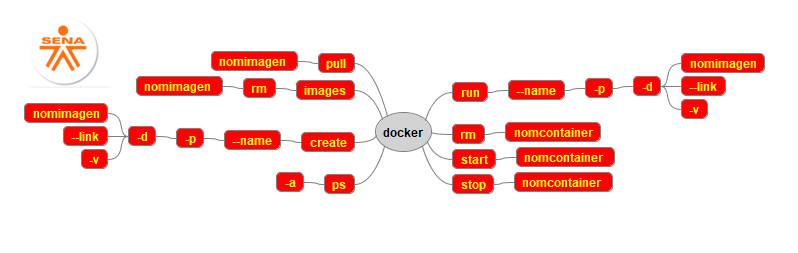 SENA
docker
pull
nomimagen
images
rm
nomimagen
create
--name
-p
-d
nomimagen
--link
-v
ps
-a
run
--name
-p
-d
nomimagen
--link
-v
rm
nomcontainer
start
nomcontainer
stop
nomcontainer